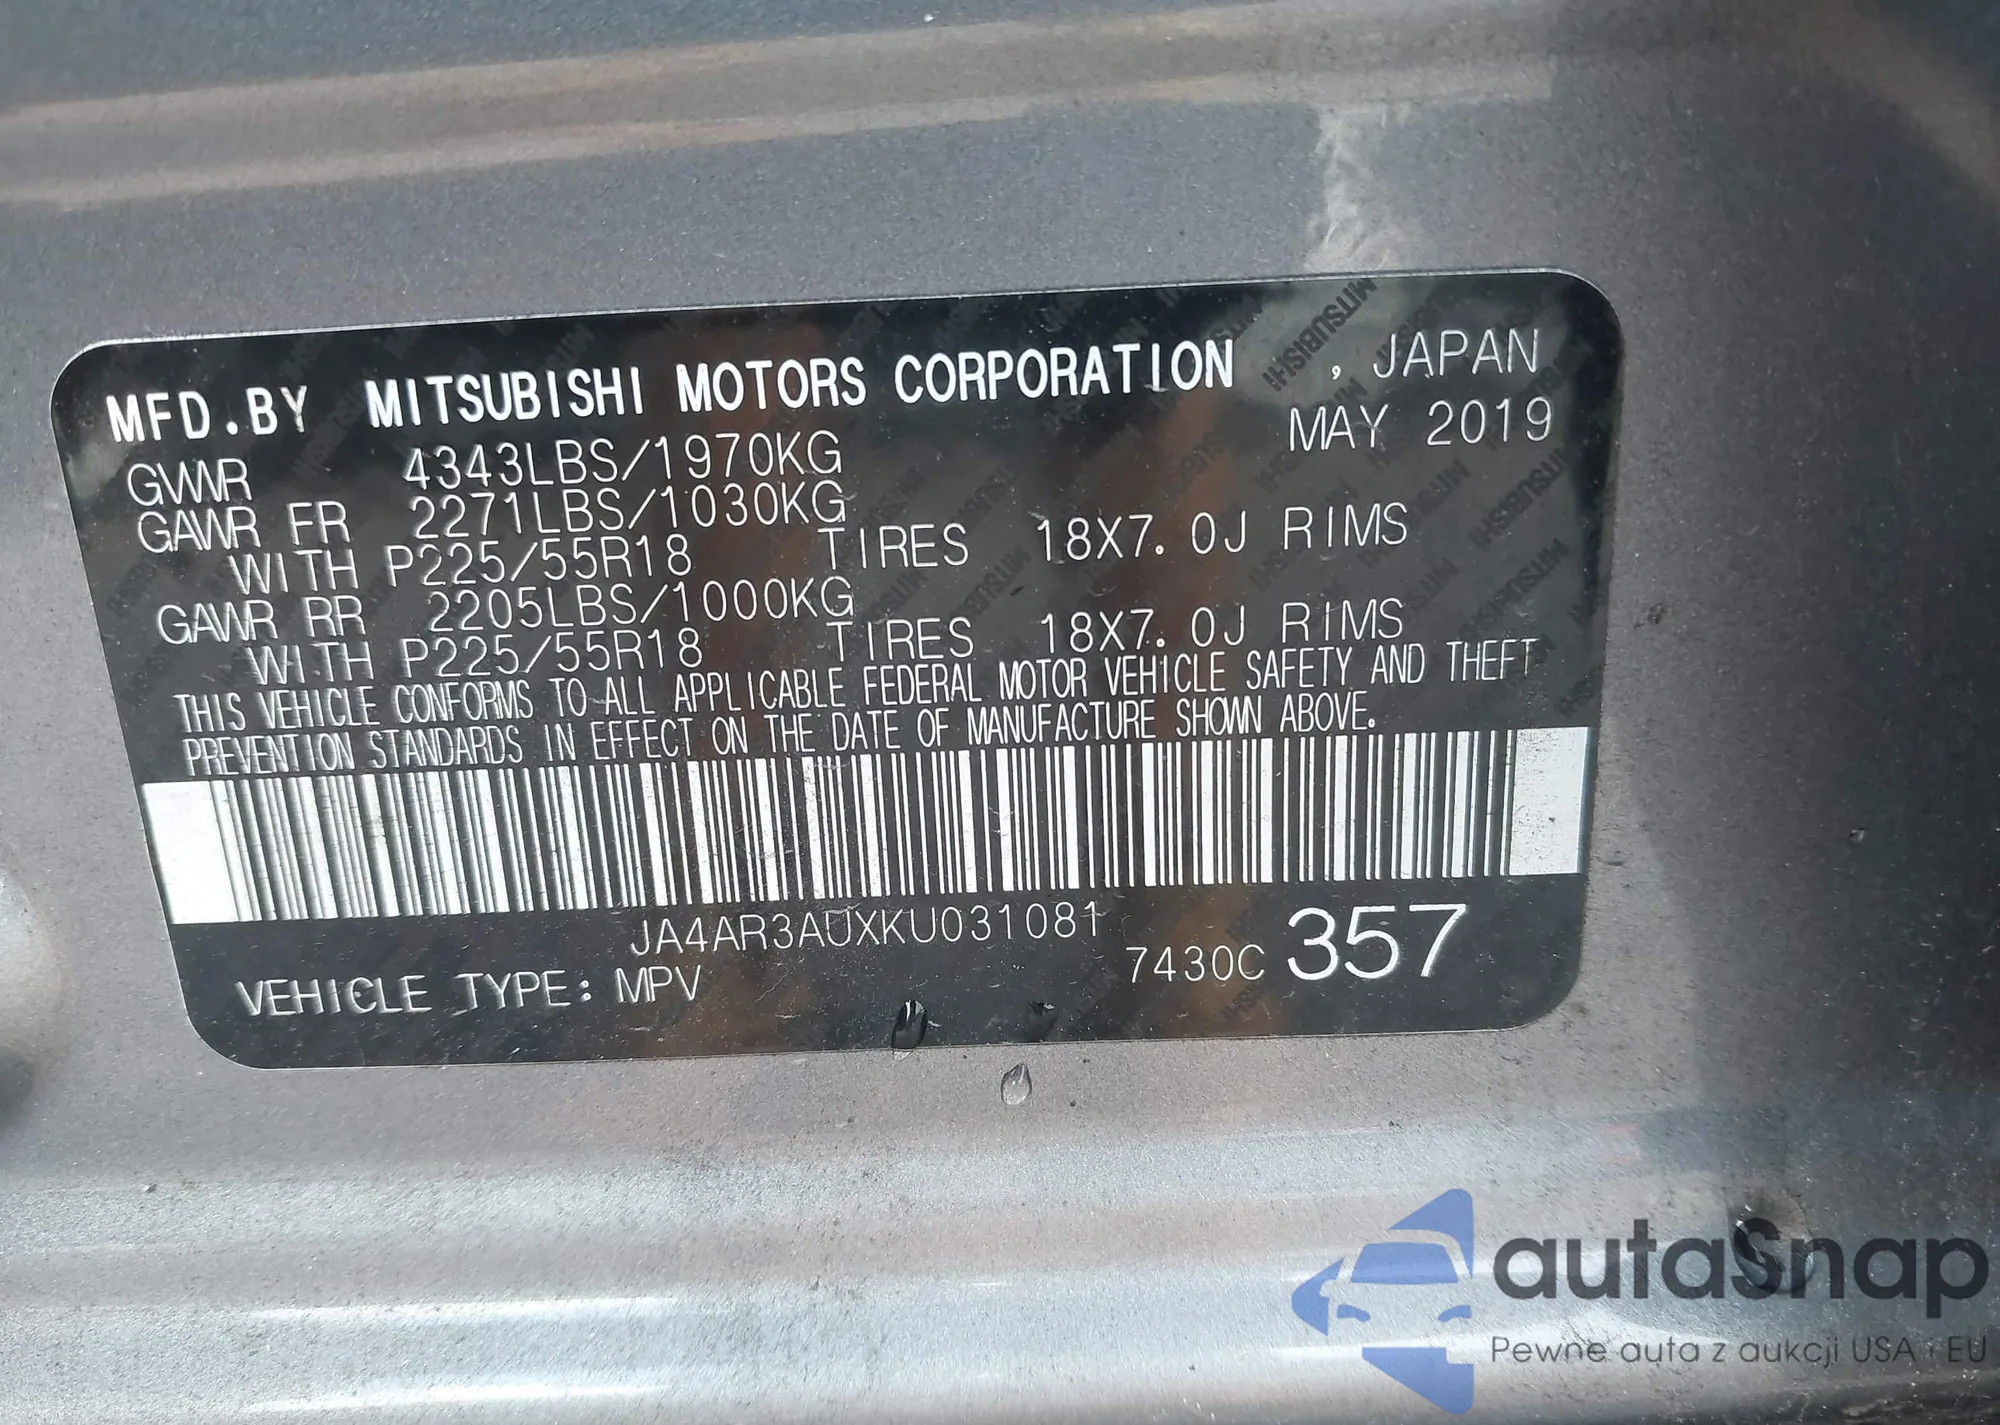 MFD.BY MITSUBISHI MOTORS CORPORATION , JAPAN
MAY 2019
GVWR 4343LBS/1970KG
GAWR FR 2271LBS/1030KG
WITH P225/55R18 TIRES 18X7.0J RIMS
GAWR RR 2205LBS/1000KG
WITH P225/55R18 TIRES 18X7.0J RIMS
THIS VEHICLE CONFORMS TO ALL APPLICABLE FEDERAL MOTOR VEHICLE SAFETY AND THEFT
PREVENTION STANDARDS IN EFFECT ON THE DATE OF MANUFACTURE SHOWN ABOVE.
JA4AR3AUXKU031081
7430C 357
VEHICLE TYPE: MPV
autaSnap
Pewne auta z aukcji USA i EU